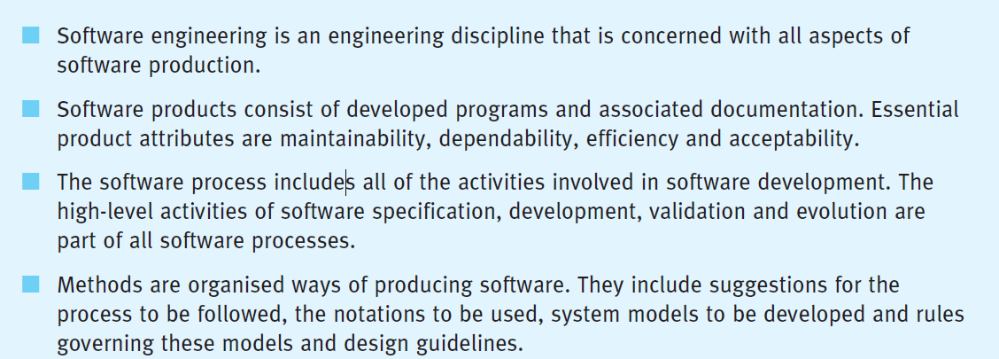 Software engineering is an engineering discipline that is concerned with all aspects of
software production.
Software products consist of developed programs and associated documentation. Essential
product attributes are maintainability, dependability, efficiency and acceptability.
The software process includes all of the activities involved in software development. The
high-level activities of software specification, development, validation and evolution are
part of all software processes.
Methods are organised ways of producing software. They include suggestions for the
process to be followed, the notations to be used, system models to be developed and rules
governing these models and design guidelines.